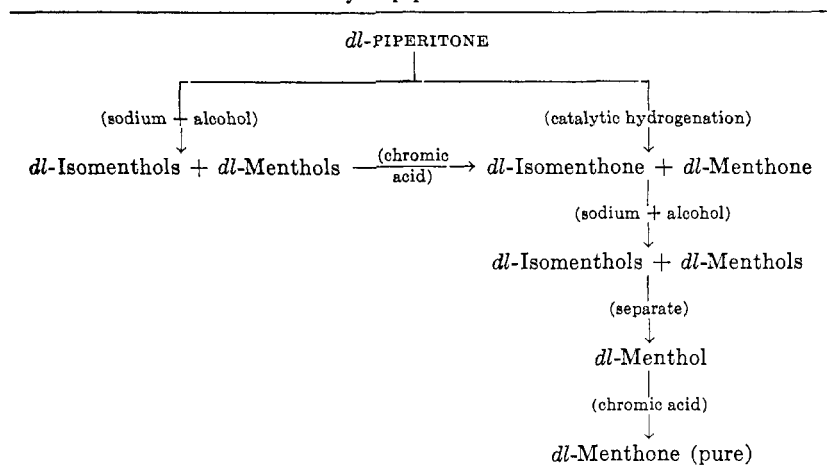 dl-PIPERITONE
(sodium + alcohol) (catalytic hydrogenation)
dl-Isomenthols + dl-Menthols (chromic acid) dl-Isomenthone + dl-Menthone
(sodium + alcohol)
dl-Isomenthols + dl-Menthols
(separate)
dl-Menthol
(chromic acid)
dl-Menthone (pure)